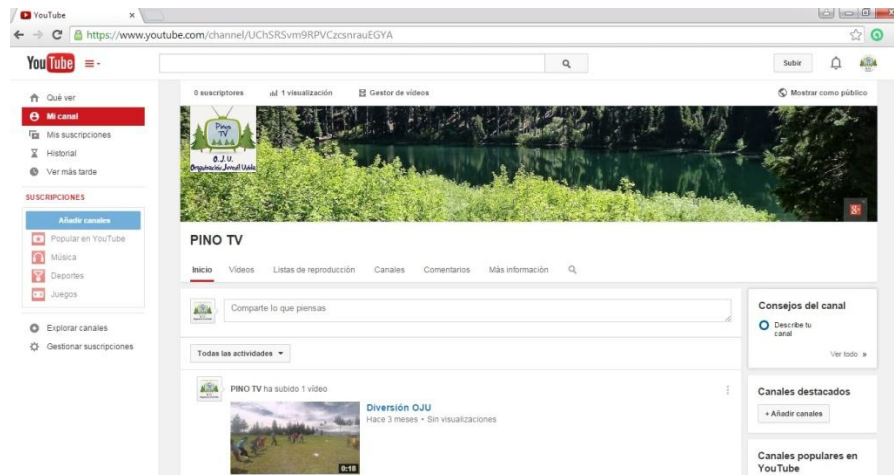 YouTube
https://www.youtube.com/channel/UChSRSvm9RPVCzcsnrauEGYA
YouTube
Subir
Qué ver
Mi canal
Mis suscripciones
Historial
Ver más tarde
SUSCRIPCIONES
Añadir canales
Popular en YouTube
Música
Deportes
Juegos
Explorar canales
Gestionar suscripciones
0 suscriptores 1 visualización Gestor de vídeos Mostrar como público
Pino
TV
O.J.U.
Organización Juvenil Unida
PINO TV
Inicio Vídeos Listas de reproducción Canales Comentarios Más información
Comparte lo que piensas
Todas las actividades
PINO TV ha subido 1 vídeo
0:18
Diversión OJU
Hace 3 meses • Sin visualizaciones
Consejos del canal
Describe tu
canal
Ver todo »
Canales destacados
+ Añadir canales
Canales populares en
YouTube